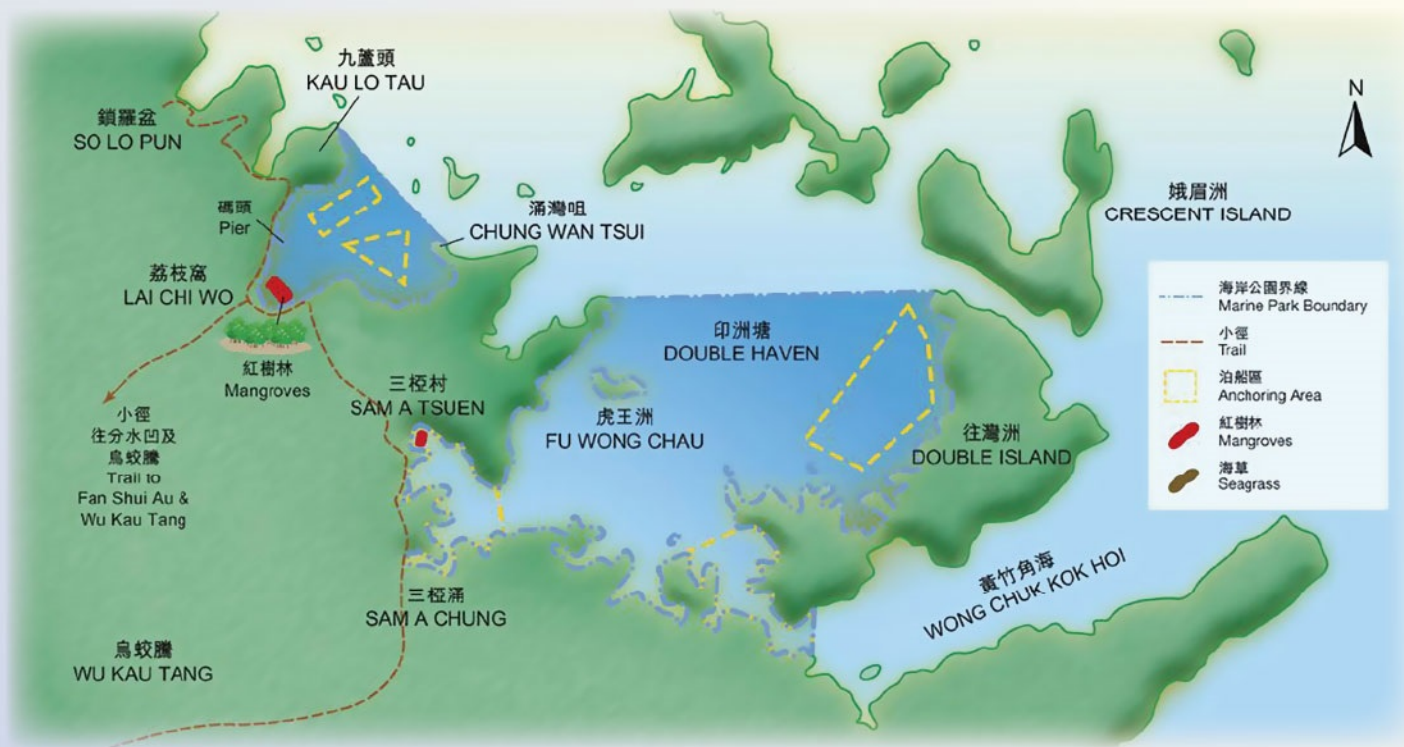 九蘆頭
KAU LO TAU
鎖羅盆
SO LO PUN
碼頭
Pier
涌灣咀
CHUNG WAN TSUI
荔枝窩
LAI CHI WO
紅樹林
Mangroves
小徑
往分水凹及
烏蛟騰
Trail to
Fan Shui Au &
Wu Kau Tang
三椏村
SAM A TSUEN
印洲塘
DOUBLE HAVEN
虎王洲
FU WONG CHAU
往灣洲
DOUBLE ISLAND
娥眉洲
CRESCENT ISLAND
三椏涌
SAM A CHUNG
烏蛟騰
WU KAU TANG
黃竹角海
WONG CHUK KOK HOI
N
海岸公園界線
Marine Park Boundary
小徑
Trail
泊船區
Anchoring Area
紅樹林
Mangroves
海草
Seagrass